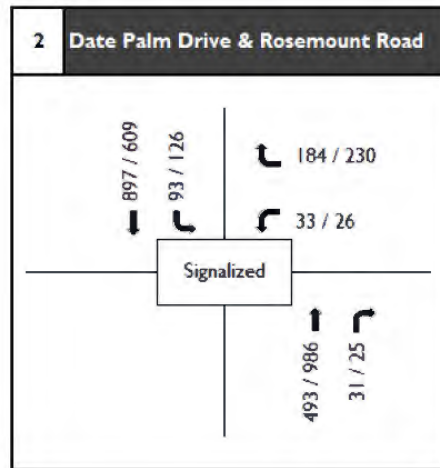 2 Date Palm Drive & Rosemount Road
897 / 609
93 / 126
184 / 230
33 / 26
Signalized
493 / 986
31 / 25